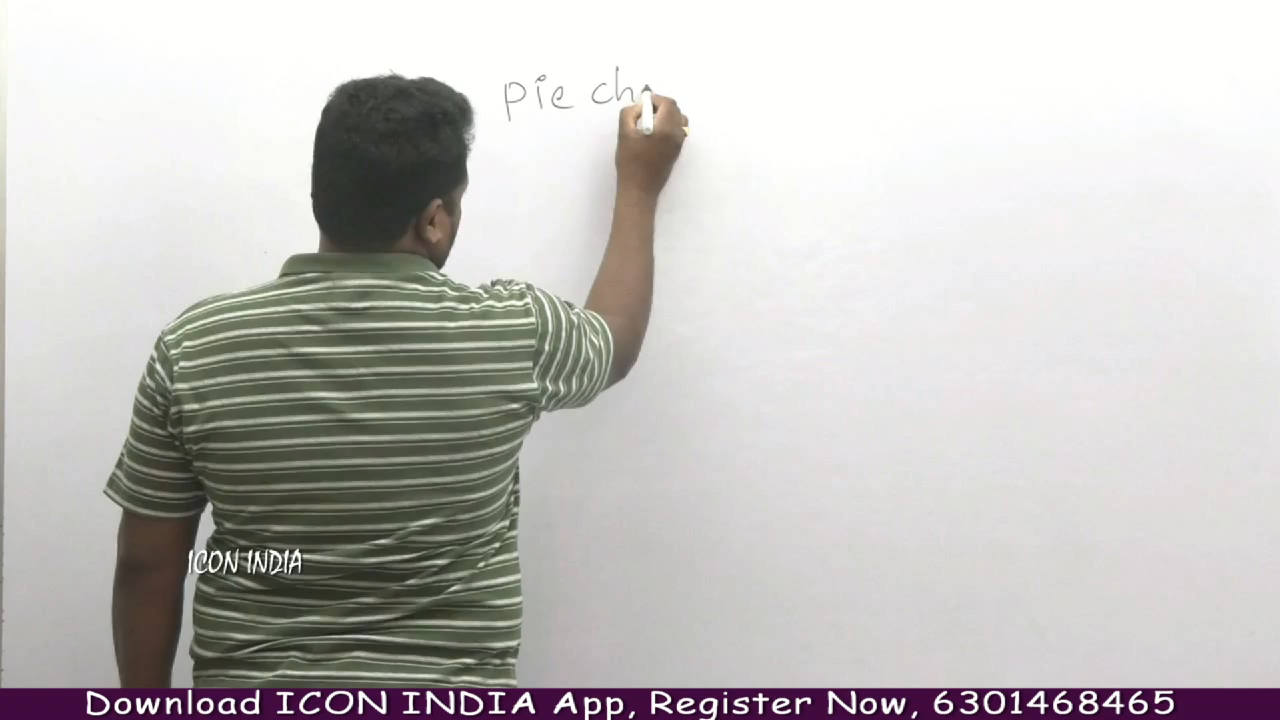 pie ch
ICON INDIA
Download ICON INDIA App, Register Now, 6301468465